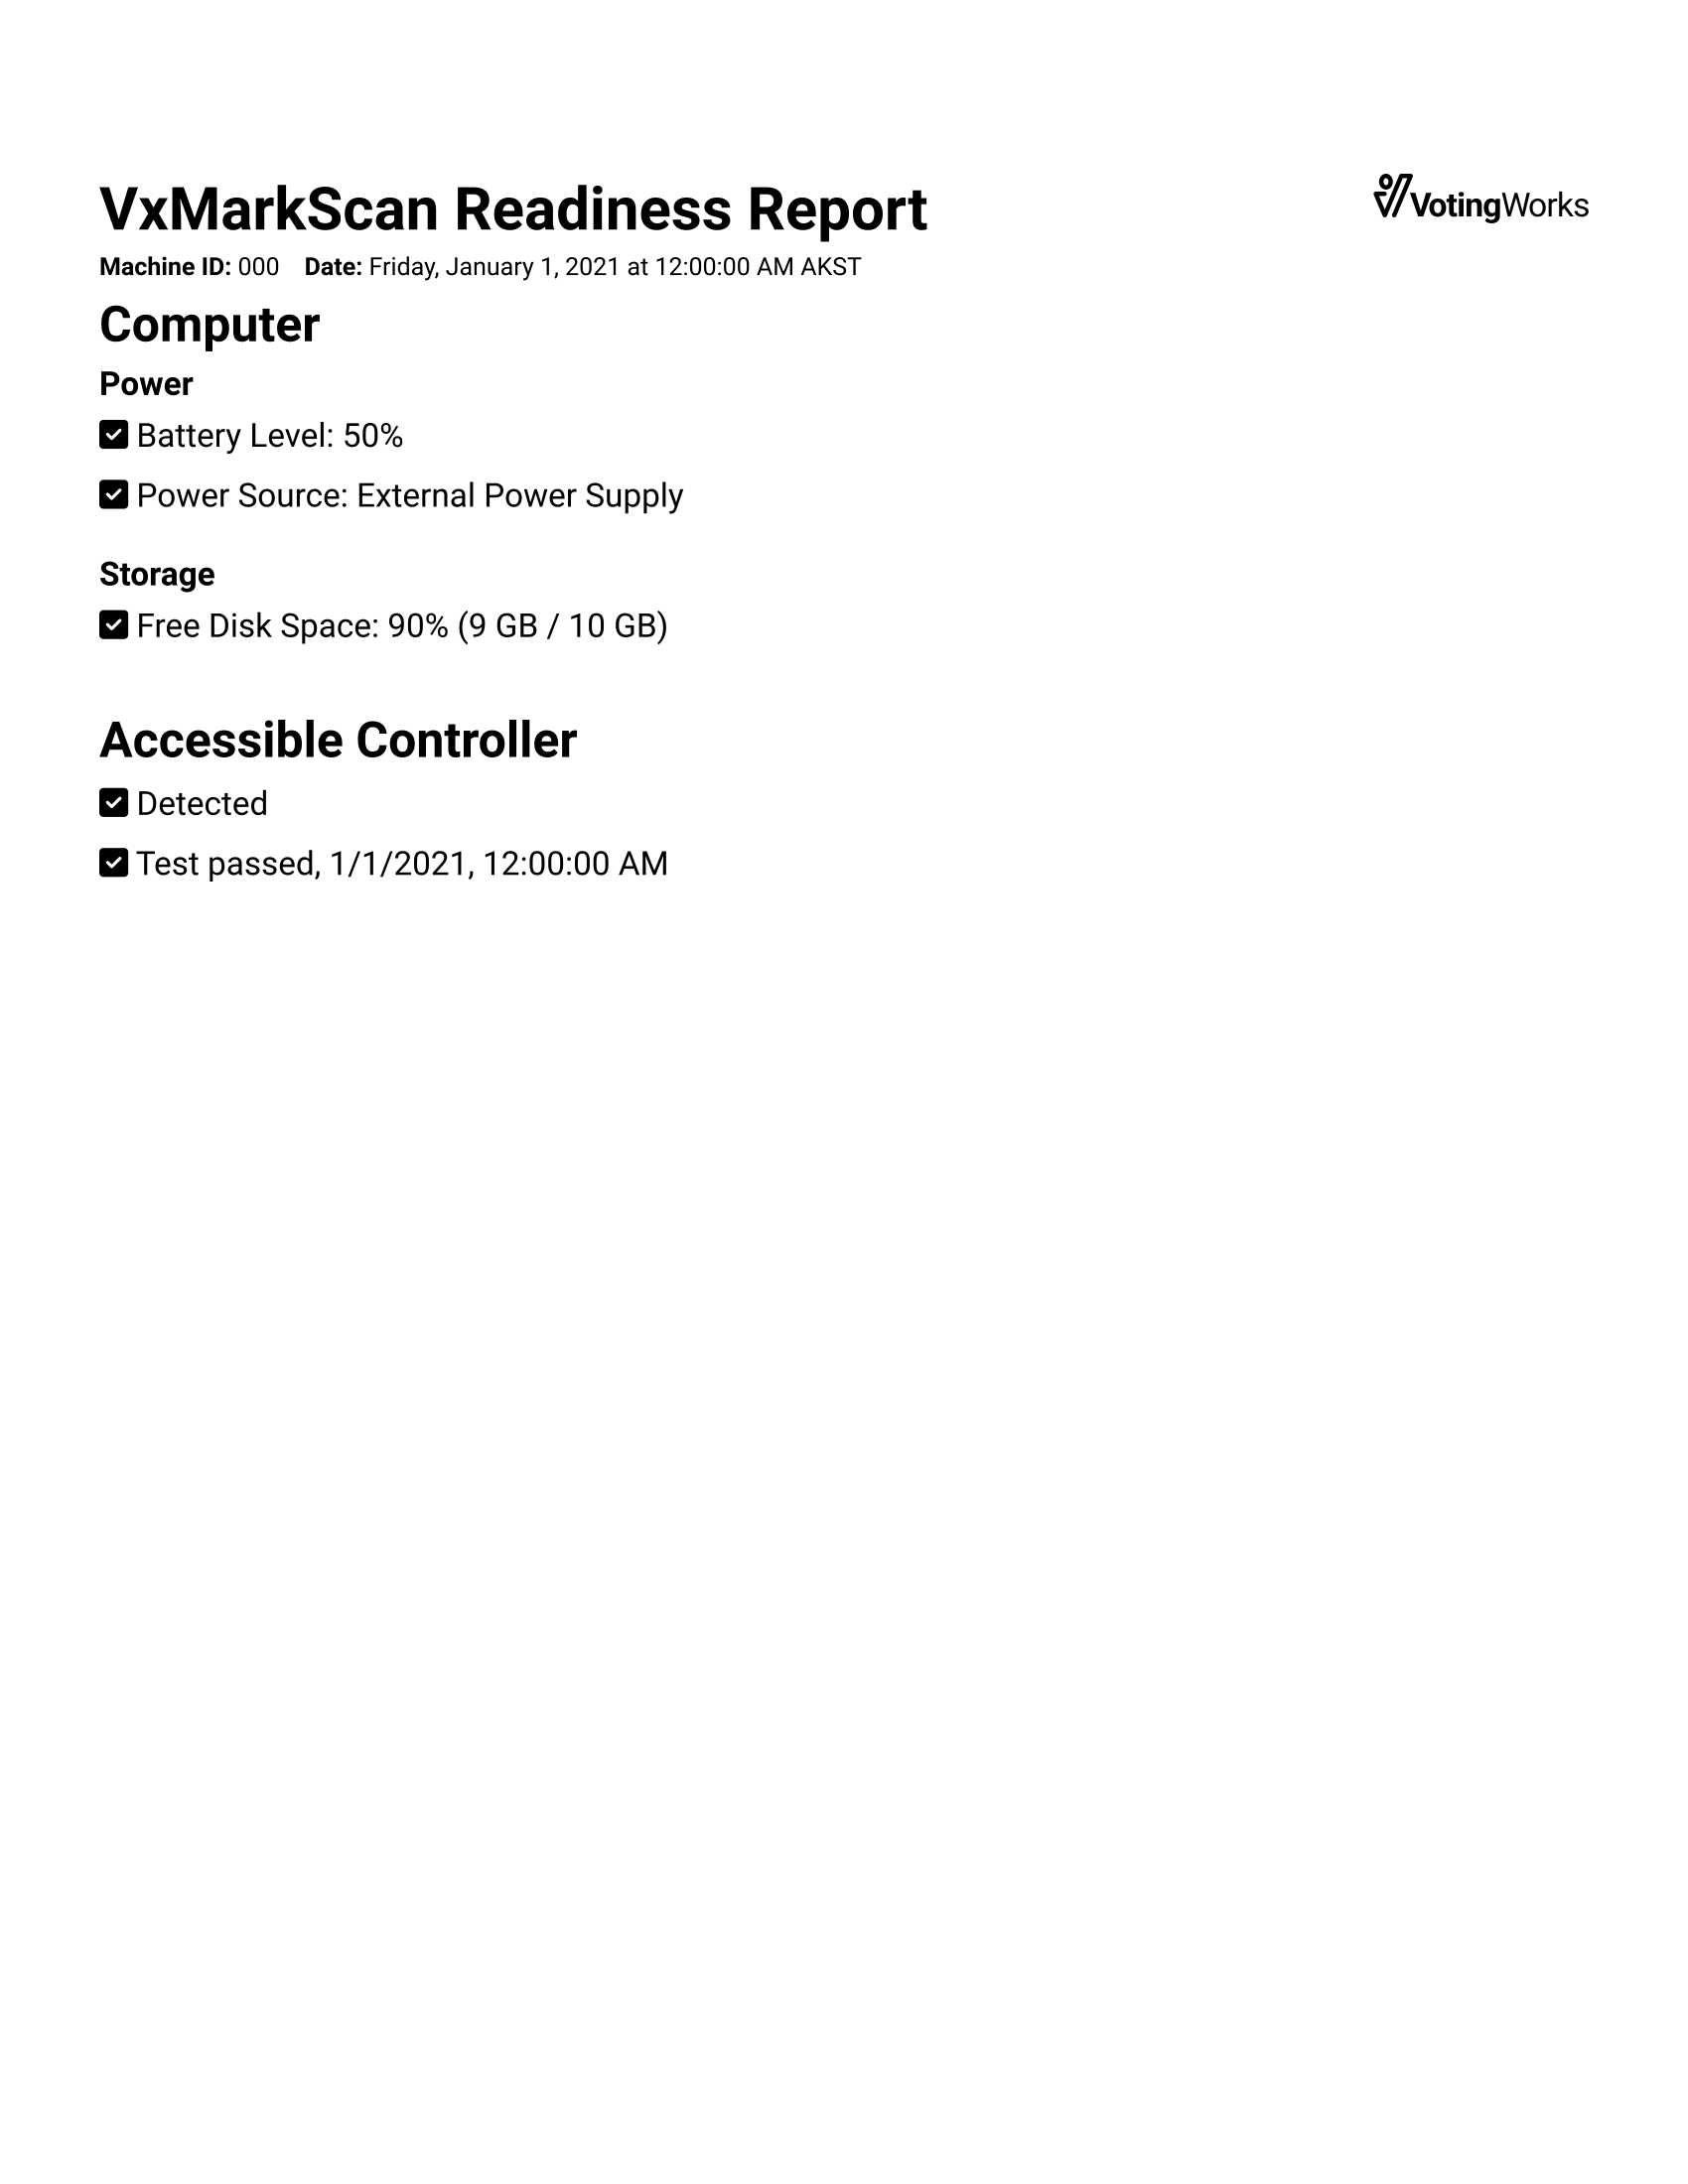 VxMarkScan Readiness Report
VotingWorks
Machine ID: 000 Date: Friday, January 1, 2021 at 12:00:00 AM AKST
Computer
Power
Battery Level: 50%
Power Source: External Power Supply
Storage
Free Disk Space: 90% (9 GB / 10 GB)
Accessible Controller
Detected
Test passed, 1/1/2021, 12:00:00 AM